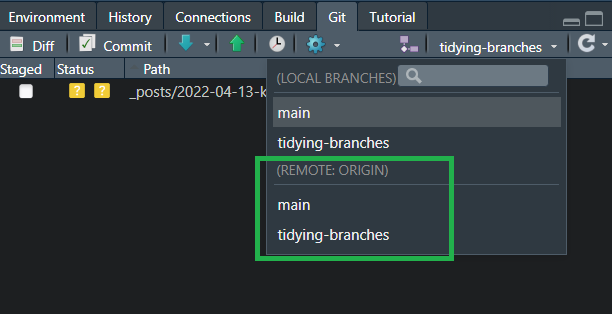 Environment History Connections Build Git Tutorial
Diff Commit tidying-branches
Staged Status Path
_posts/2022-04-13-k
(LOCAL BRANCHES)
main
tidying-branches
(REMOTE: ORIGIN)
main
tidying-branches